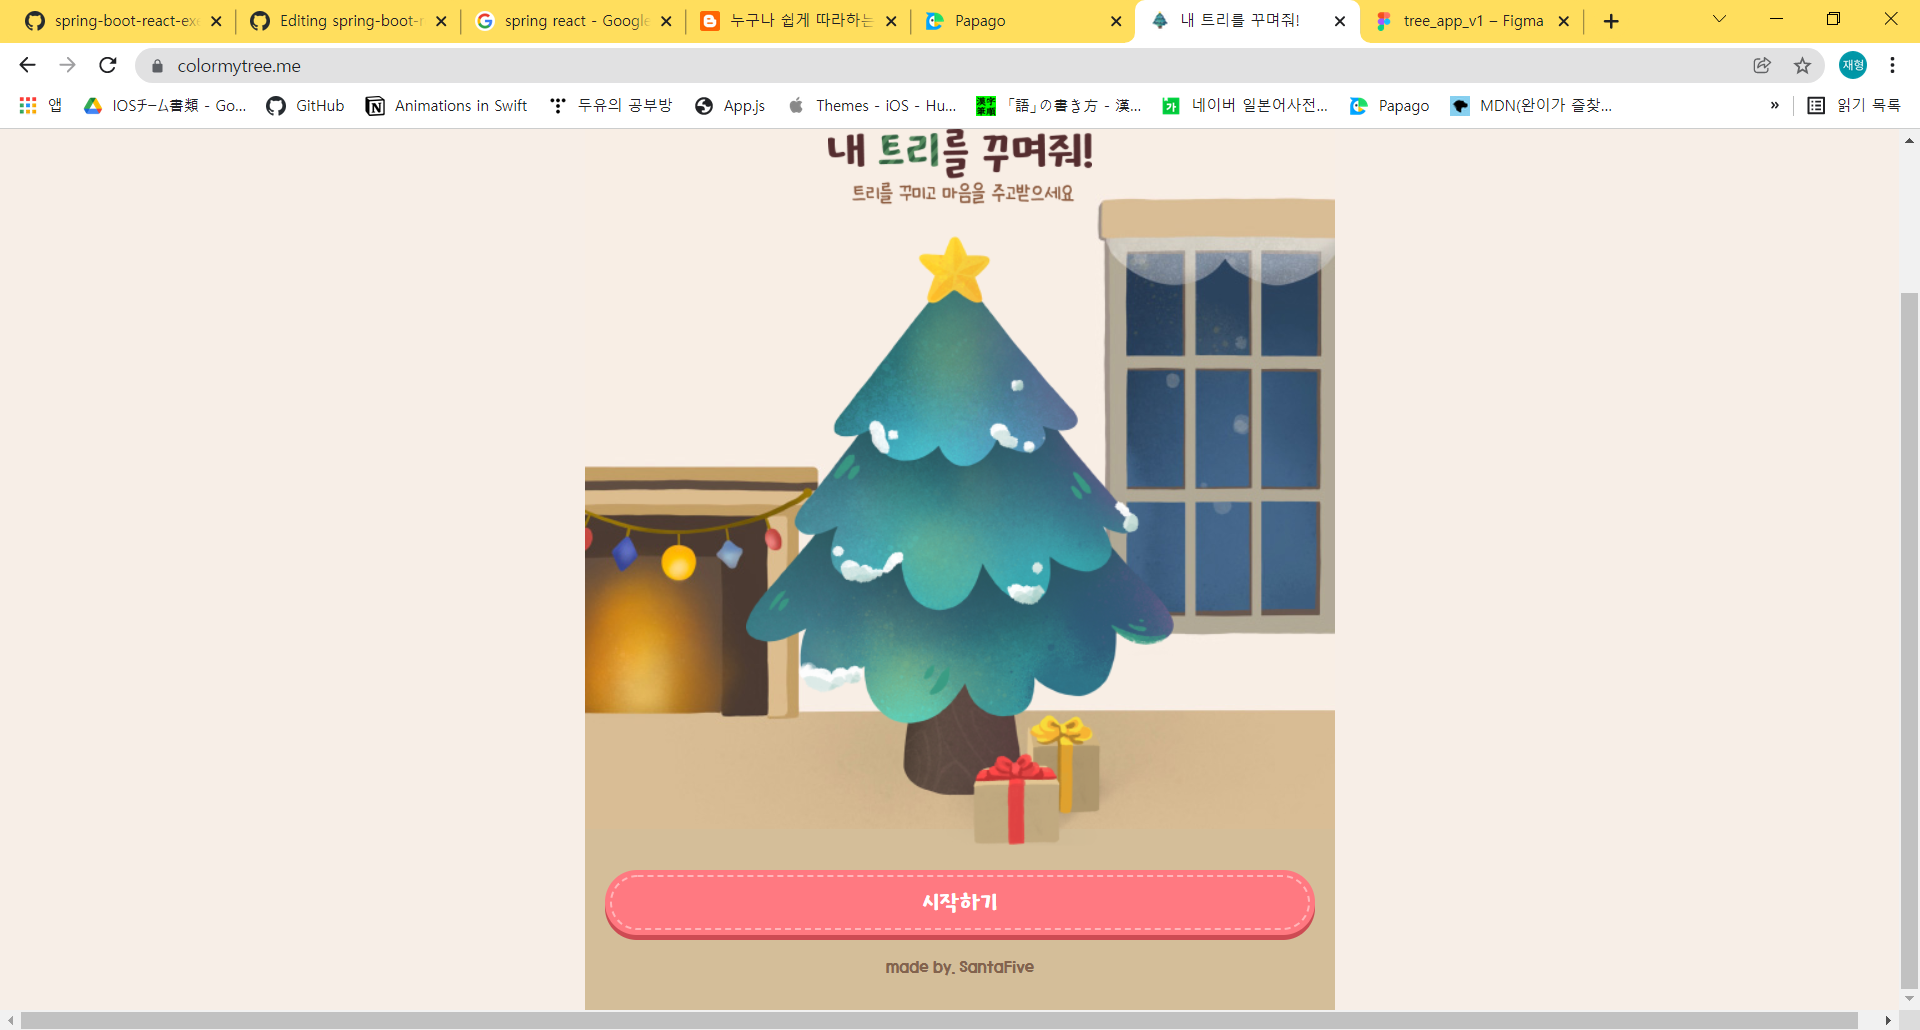 spring-boot-react-exe
Editing spring-boot-r
spring react - Google
누구나 쉽게 따라하는
Papago
내 트리를 꾸며줘!
tree_app_v1 – Figma
colormytree.me
재형
앱
IOSチーム書類 - Go...
GitHub
Animations in Swift
두유의 공부방
App.js
Themes - iOS - Hu...
「語」の書き方 - 漢...
네이버 일본어사전...
Papago
MDN(완이가 즐찾...
»
읽기 목록
내 트리를 꾸며줘!
트리를 꾸미고 마음을 주고받으세요
시작하기
made by. SantaFive